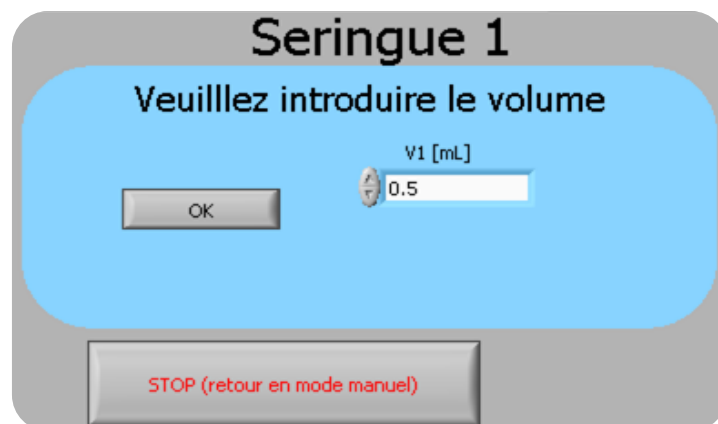 Seringue 1
Veuilllez introduire le volume
V1 [mL]
0.5
OK
STOP (retour en mode manuel)